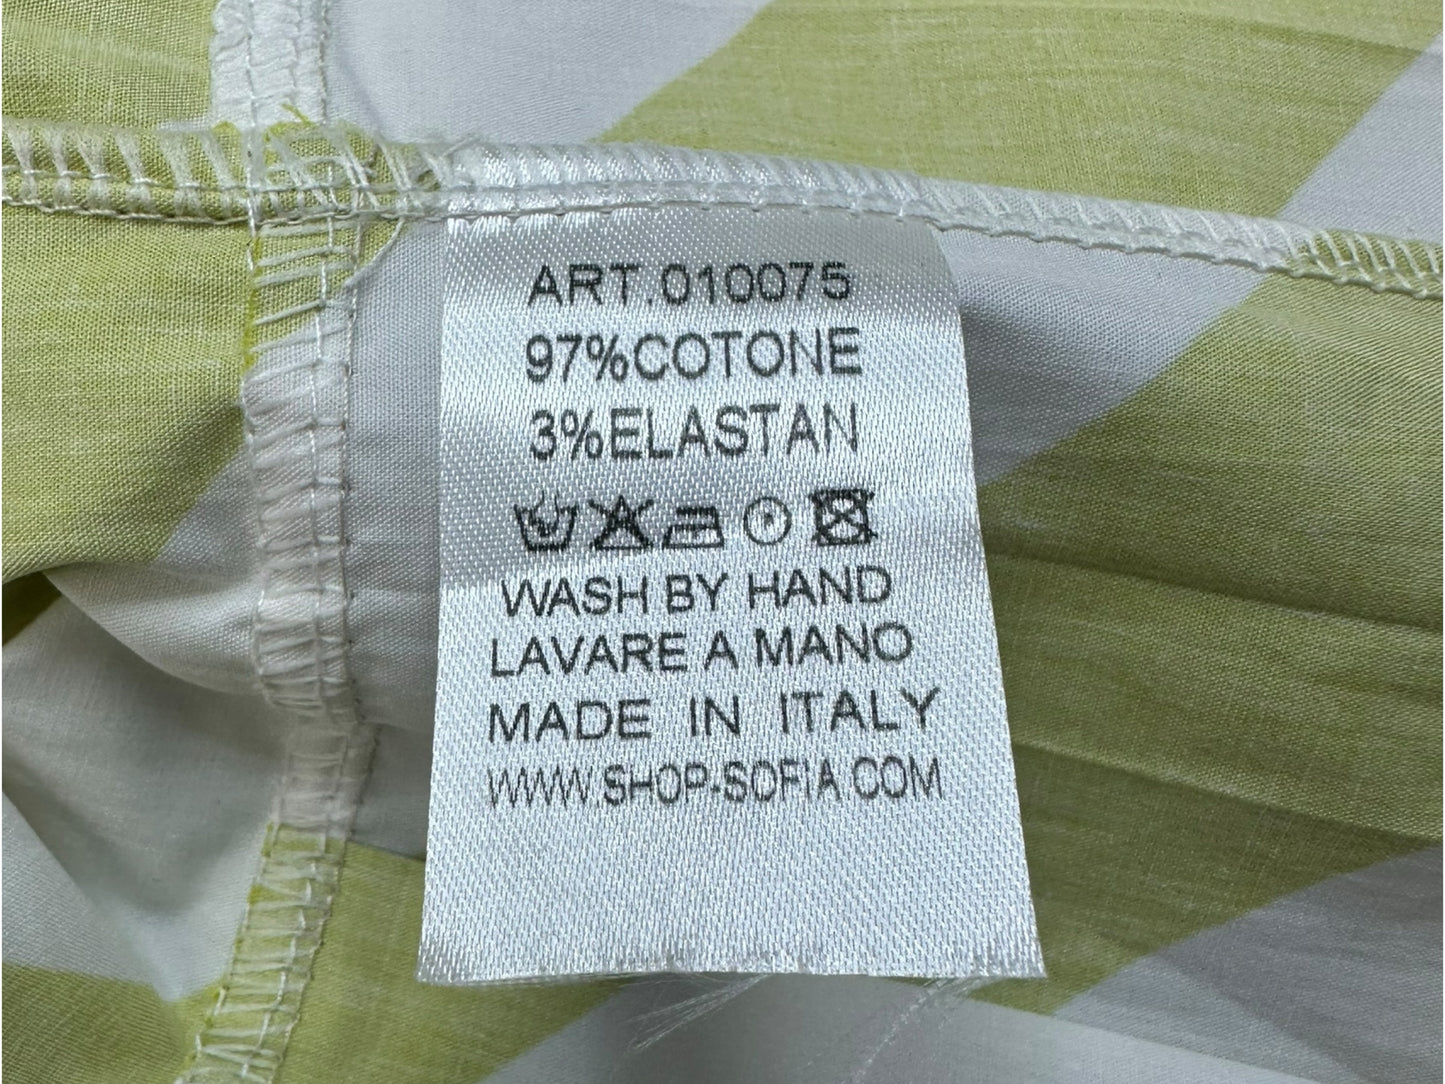 ART.010075
97%COTONE
3%ELASTAN
WASH BY HAND
LAVARE A MANO
MADE IN ITALY
WWW.SHOP-SOFIA.COM